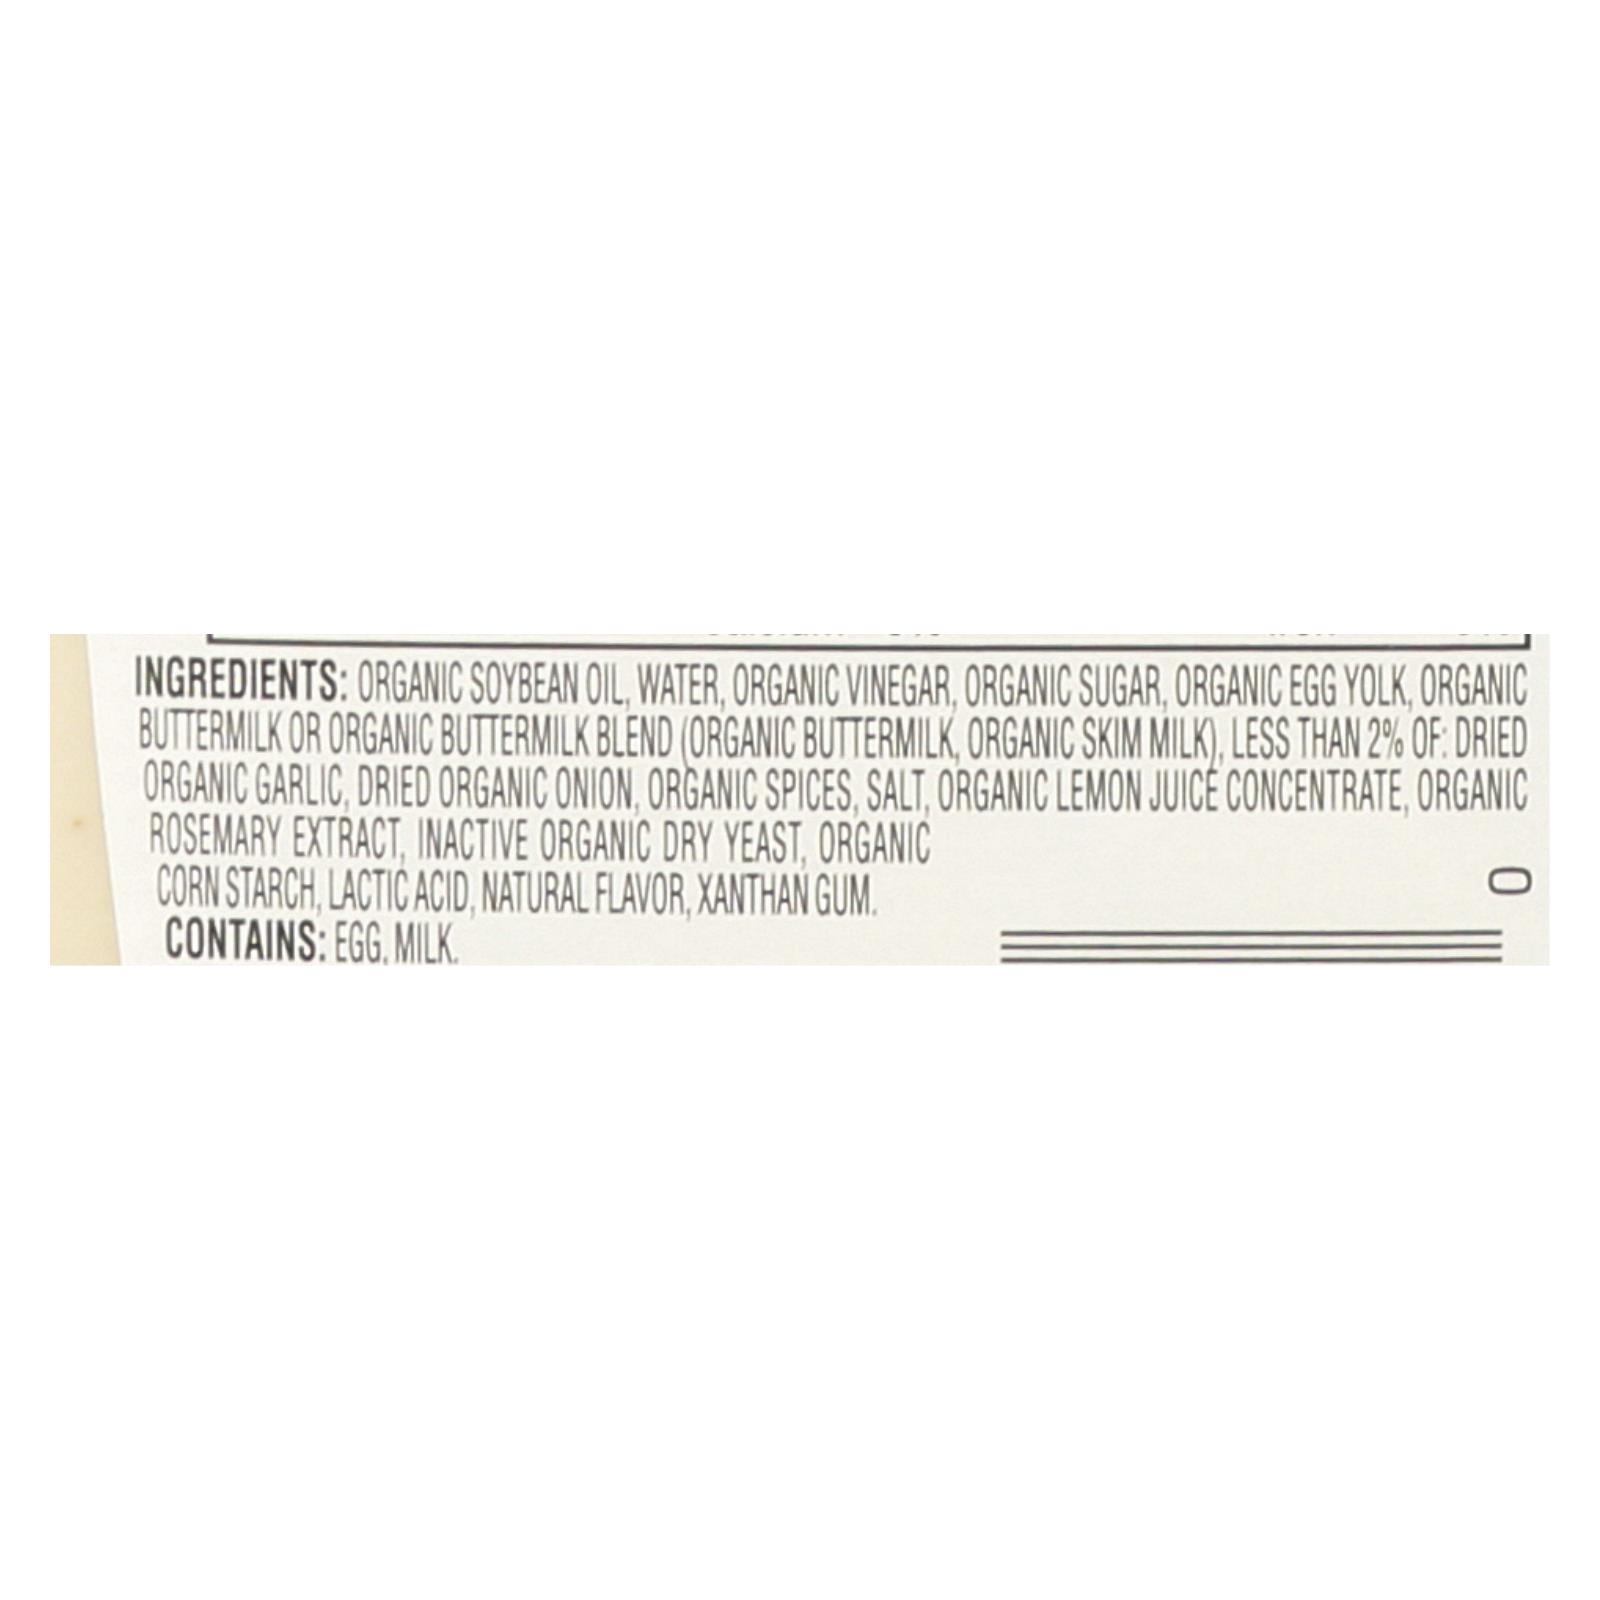 INGREDIENTS: ORGANIC SOYBEAN OIL, WATER, ORGANIC VINEGAR, ORGANIC SUGAR, ORGANIC EGG YOLK, ORGANIC
BUTTERMILK OR ORGANIC BUTTERMILK BLEND (ORGANIC BUTTERMILK, ORGANIC SKIM MILK), LESS THAN 2% OF: DRIED
ORGANIC GARLIC, DRIED ORGANIC ONION, ORGANIC SPICES, SALT, ORGANIC LEMON JUICE CONCENTRATE, ORGANIC
ROSEMARY EXTRACT, INACTIVE ORGANIC DRY YEAST, ORGANIC
CORN STARCH, LACTIC ACID, NATURAL FLAVOR, XANTHAN GUM.
0
CONTAINS: EGG, MILK.